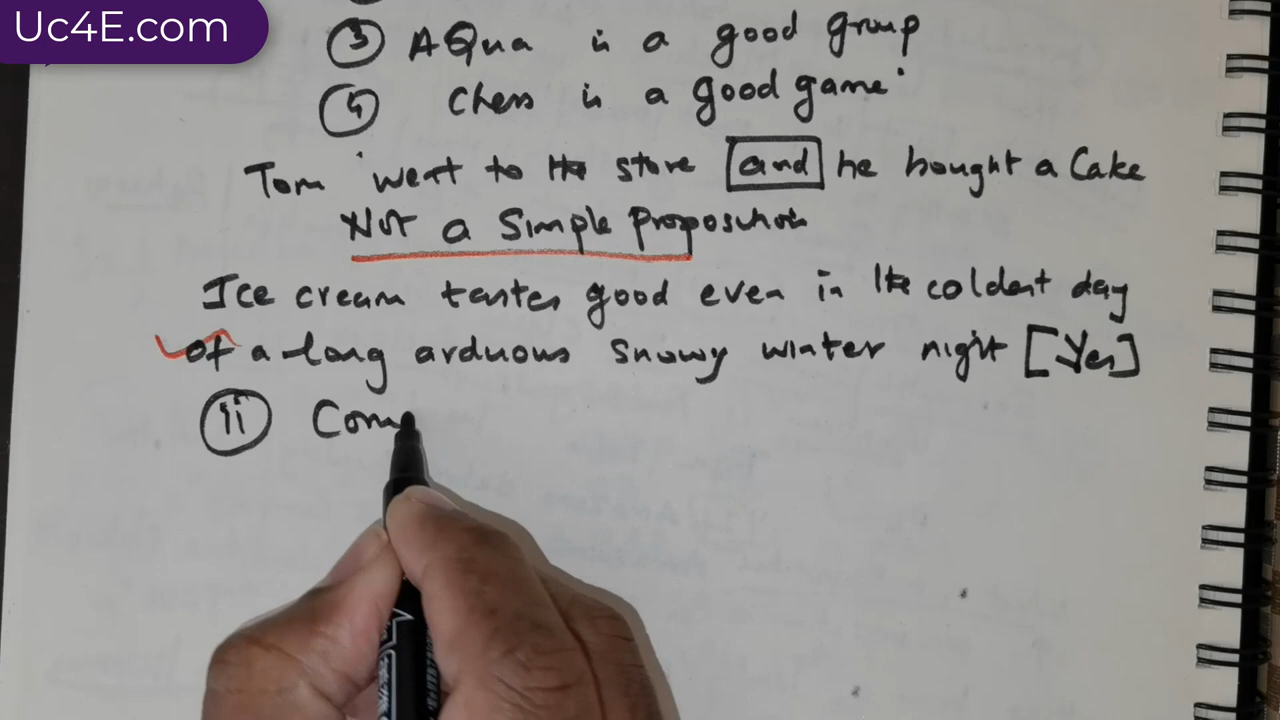 Uc4E.com
③ AQua is a good group
④ Chess is a good game
Tom went to the store and he bought a Cake
Not a Simple Proposition
Ice cream tastes good even in the coldest day
of a long arduous snowy winter night [Yes]
ii Com